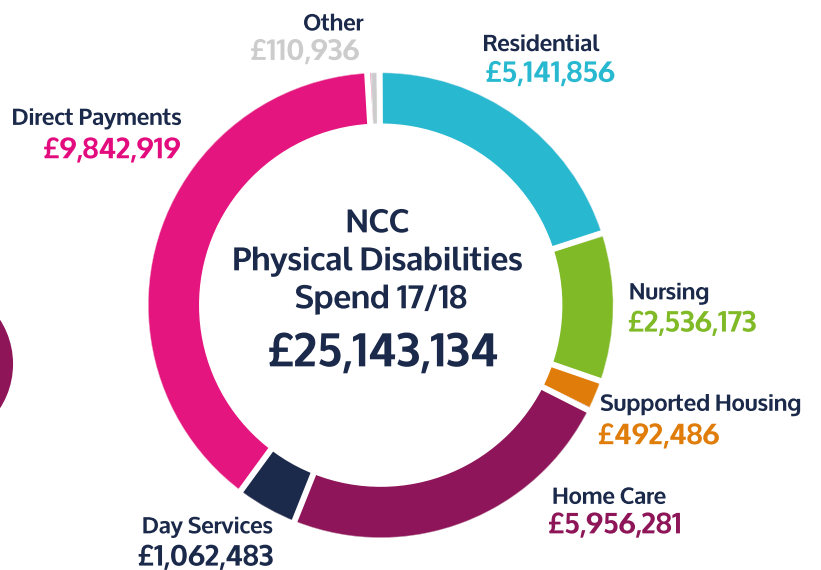 Other
£110,936
Residential
£5,141,856
Direct Payments
£9,842,919
NCC
Physical Disabilities
Spend 17/18
£25,143,134
Nursing
£2,536,173
Supported Housing
£492,486
Home Care
£5,956,281
Day Services
£1,062,483